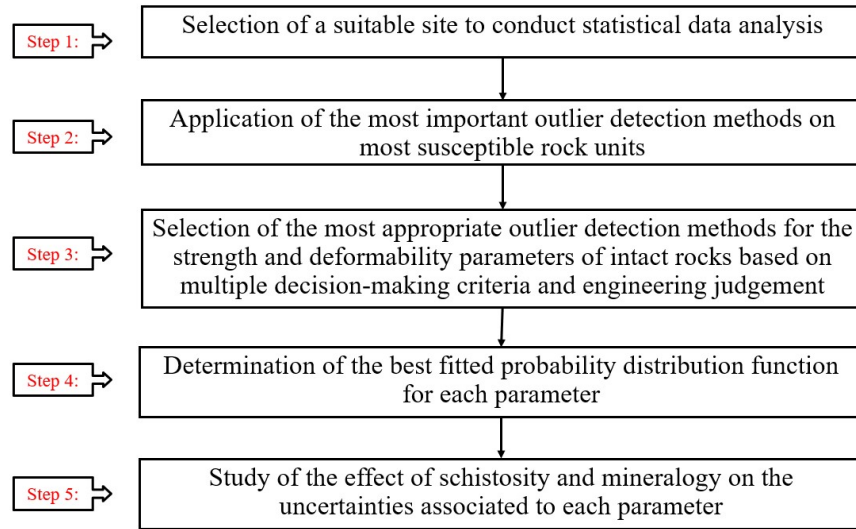 Step 1:
Selection of a suitable site to conduct statistical data analysis
Step 2:
Application of the most important outlier detection methods on
most susceptible rock units
Step 3:
Selection of the most appropriate outlier detection methods for the
strength and deformability parameters of intact rocks based on
multiple decision-making criteria and engineering judgement
Step 4:
Determination of the best fitted probability distribution function
for each parameter
Step 5:
Study of the effect of schistosity and mineralogy on the
uncertainties associated to each parameter